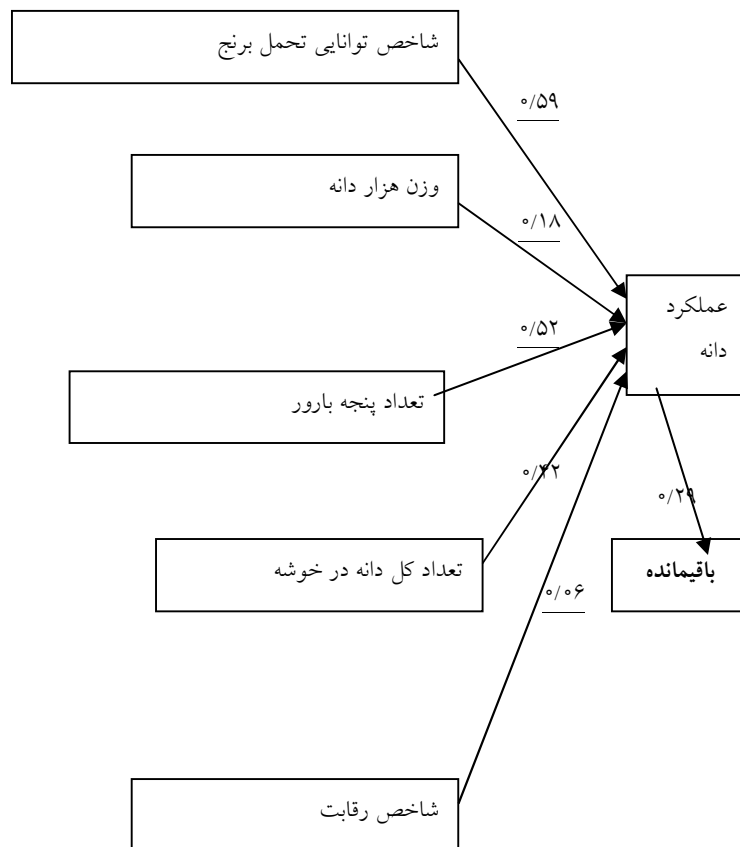 شاخص توانایی تحمل برنج
۰/۵۹
وزن هزار دانه
۰/۱۸
عملکرد
دانه
۰/۵۲
تعداد پنجه بارور
۰/۴۲
۰/۲۹
تعداد کل دانه در خوشه
باقیمانده
۰/۰۶
شاخص رقابت